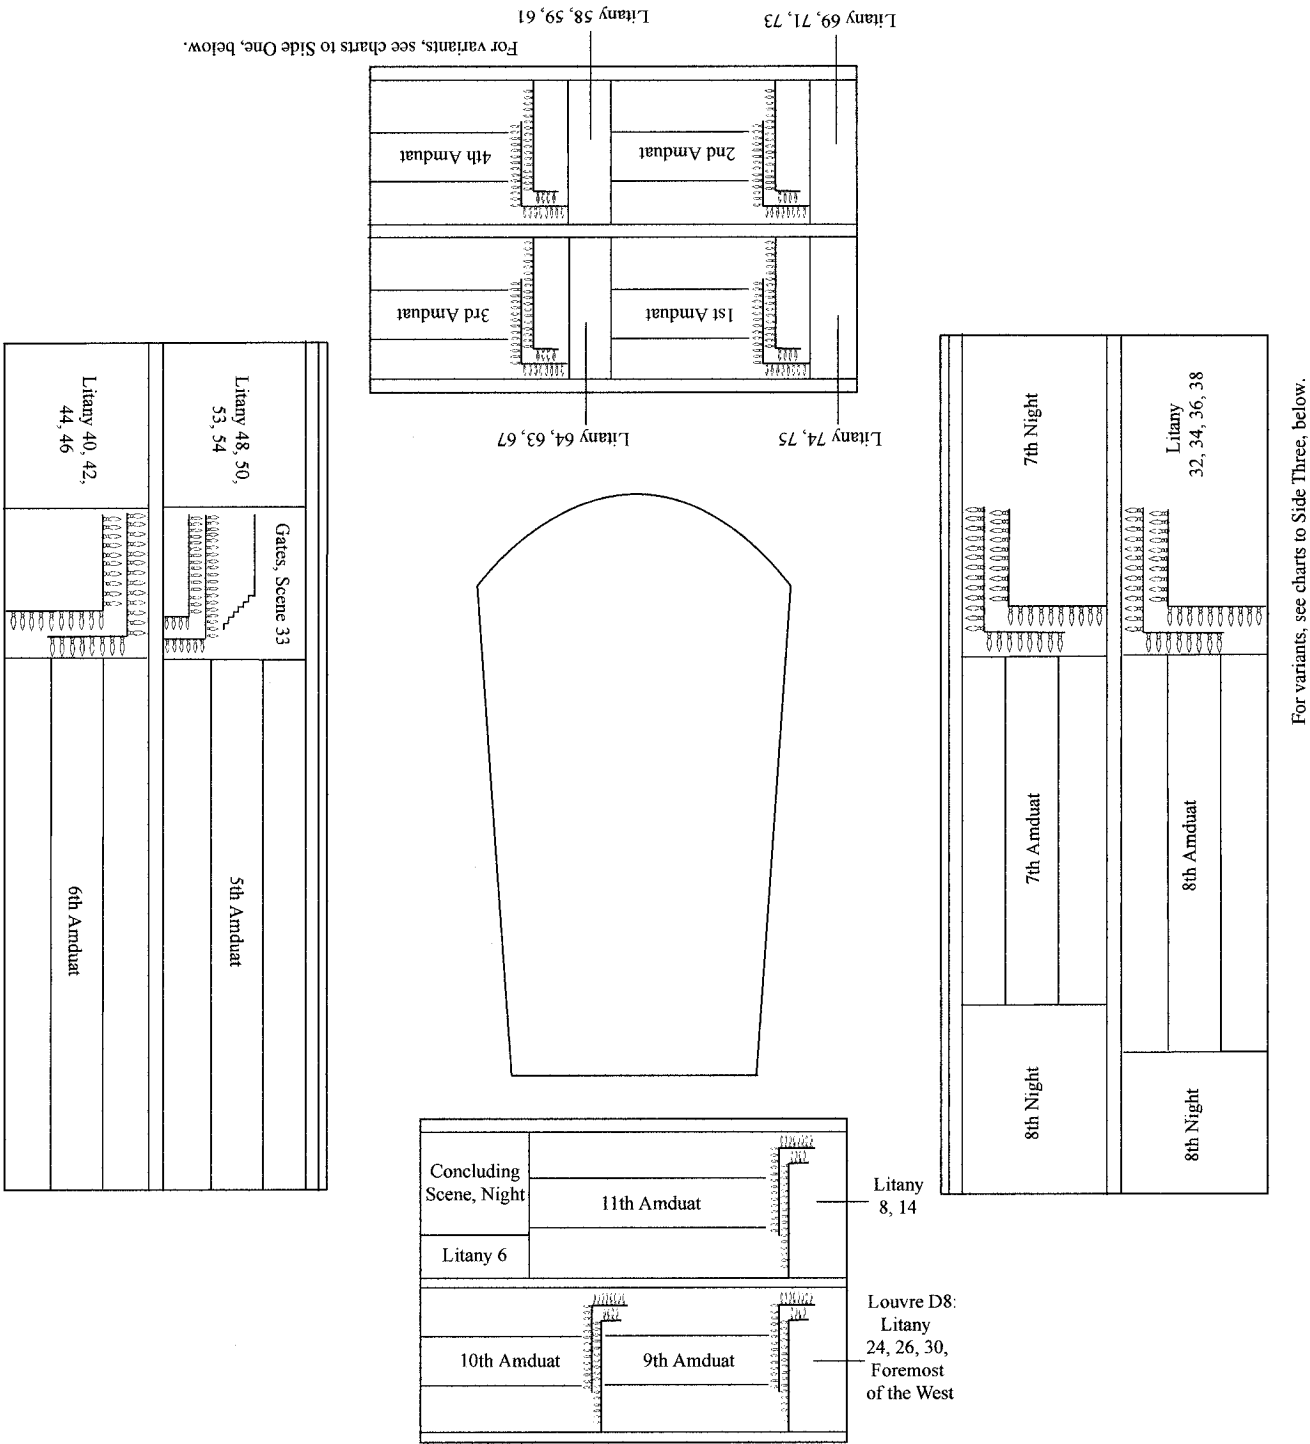 Litany 58, 59, 61
Litany 69, 71, 73
For variants, see charts to Side One, below.
4th Amduat
2nd Amduat
3rd Amduat
1st Amduat
Litany 64, 63, 67
Litany 74, 75
Litany 40, 42,
44, 46
Litany 48, 50,
53, 54
Gates, Scene 33
6th Amduat
5th Amduat
7th Night
Litany
32, 34, 36, 38
7th Amduat
8th Amduat
8th Night
8th Night
For variants, see charts to Side Three, below.
Concluding
Scene, Night
11th Amduat
Litany 6
Litany
8, 14
10th Amduat
9th Amduat
Louvre D8:
Litany
24, 26, 30,
Foremost
of the West